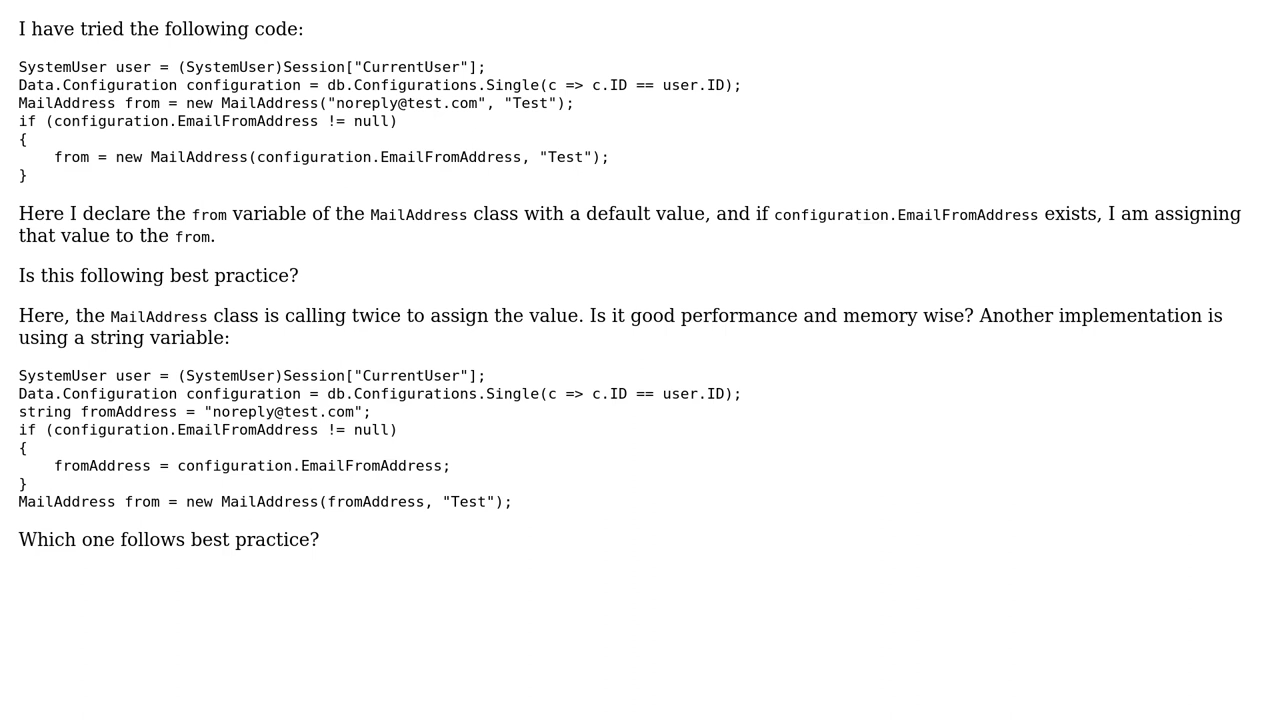 I have tried the following code:
SystemUser user = (SystemUser)Session["CurrentUser"];
Data.Configuration configuration = db.Configurations.Single(c => c.ID == user.ID);
MailAddress from = new MailAddress("noreply@test.com", "Test");
if (configuration.EmailFromAddress != null)
{
    from = new MailAddress(configuration.EmailFromAddress, "Test");
}
Here I declare the from variable of the MailAddress class with a default value, and if configuration.EmailFromAddress exists, I am assigning
that value to the from.
Is this following best practice?
Here, the MailAddress class is calling twice to assign the value. Is it good performance and memory wise? Another implementation is
using a string variable:
SystemUser user = (SystemUser)Session["CurrentUser"];
Data.Configuration configuration = db.Configurations.Single(c => c.ID == user.ID);
string fromAddress = "noreply@test.com";
if (configuration.EmailFromAddress != null)
{
    fromAddress = configuration.EmailFromAddress;
}
MailAddress from = new MailAddress(fromAddress, "Test");
Which one follows best practice?